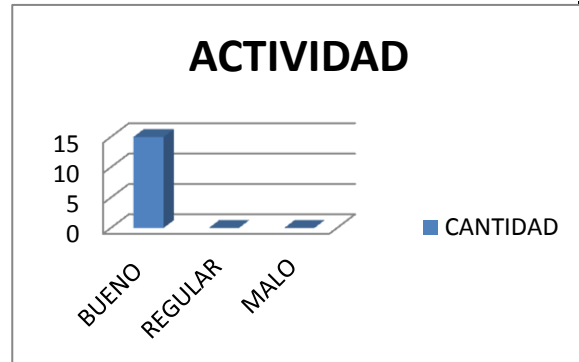 ACTIVIDAD
15
10
5
0
BUENO
REGULAR
MALO
CANTIDAD